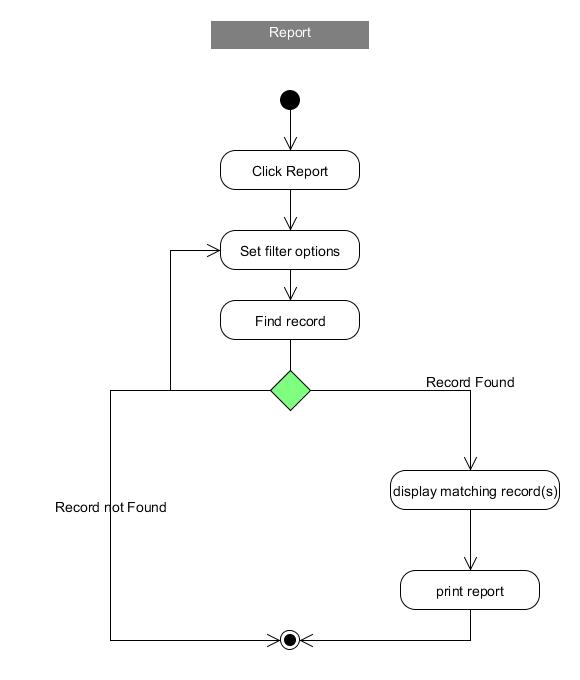 Report
Click Report
Set filter options
Find record
Record Found
display matching record(s)
Record not Found
print report